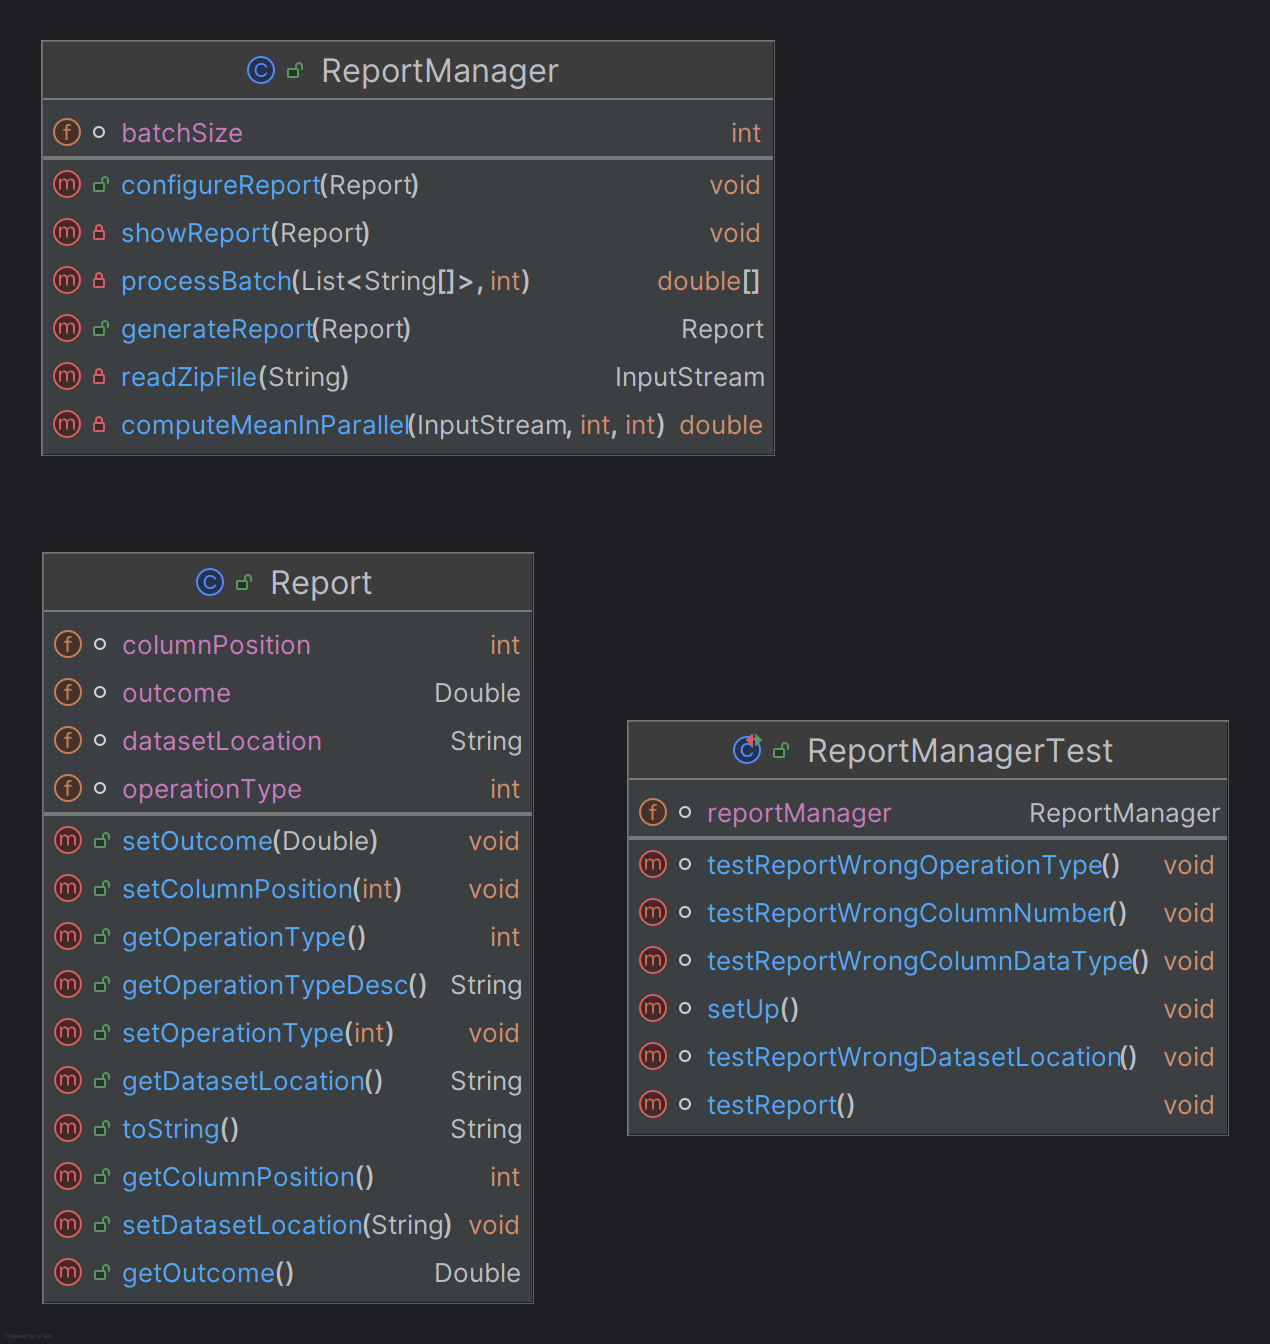 ReportManager
batchSize int
configureReport(Report) void
showReport(Report) void
processBatch(List<String[]>, int) double[]
generateReport(Report) Report
readZipFile(String) InputStream
computeMeanInParallel(InputStream, int, int) double
Report
columnPosition int
outcome Double
datasetLocation String
operationType int
setOutcome(Double) void
setColumnPosition(int) void
getOperationType() int
getOperationTypeDesc() String
setOperationType(int) void
getDatasetLocation() String
toString() String
getColumnPosition() int
setDatasetLocation(String) void
getOutcome() Double
ReportManagerTest
reportManager ReportManager
testReportWrongOperationType() void
testReportWrongColumnNumber() void
testReportWrongColumnDataType() void
setUp() void
testReportWrongDatasetLocation() void
testReport() void
Powered by yFiles